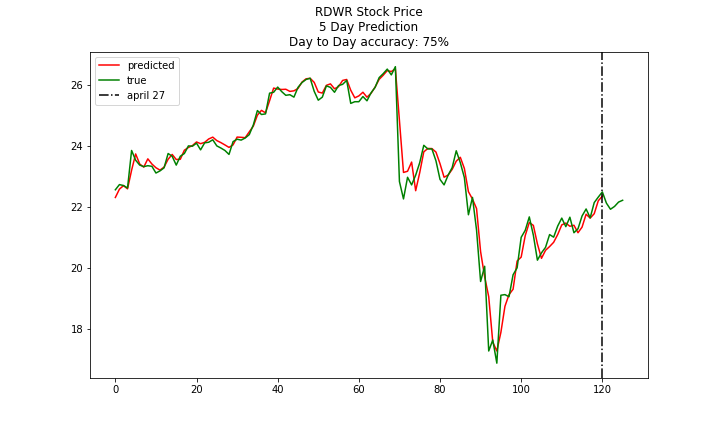 RDWR Stock Price
5 Day Prediction
Day to Day accuracy: 75%
predicted
true
april 27
26
24
22
20
18
0 20 40 60 80 100 120